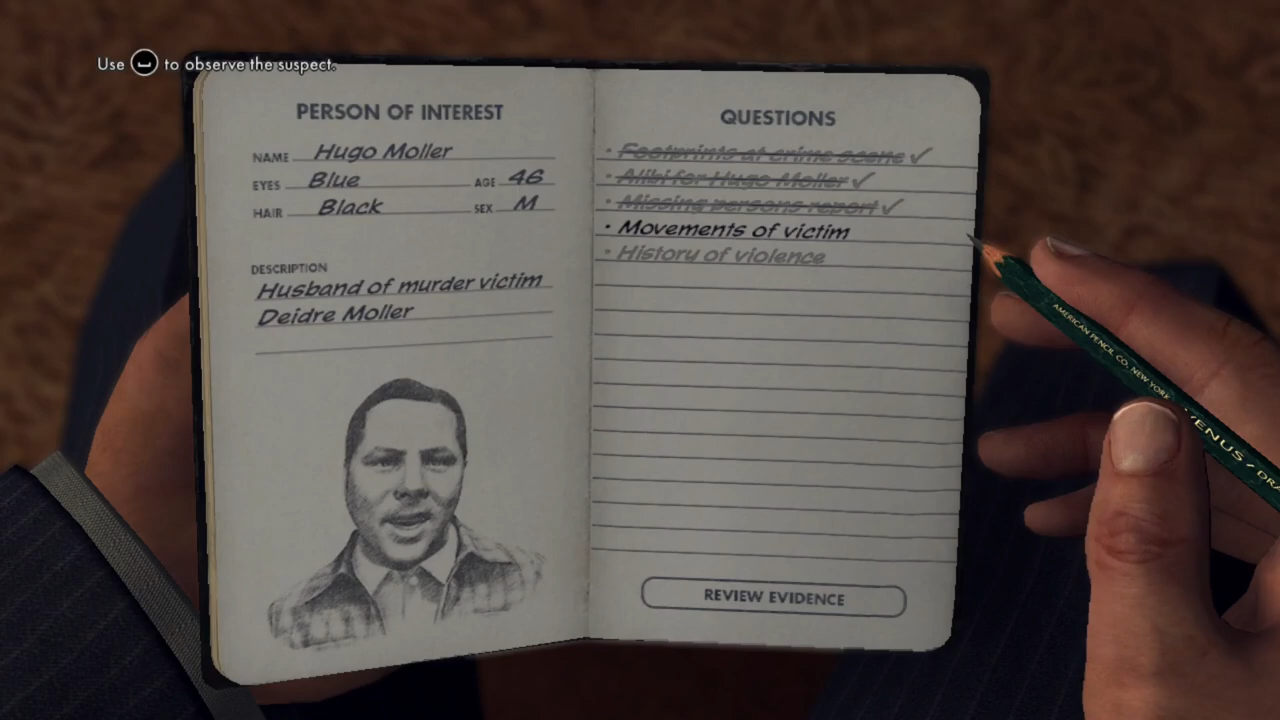 Use to observe the suspect.
PERSON OF INTEREST
NAME Hugo Moller
EYES Blue AGE 46
HAIR Black SEX M
DESCRIPTION
Husband of murder victim
Deidre Moller
QUESTIONS
• Footprints at crime scene ✓
• Alibi for Hugo Moller ✓
• Missing persons report ✓
• Movements of victim
• History of violence
REVIEW EVIDENCE
AMERICAN PENCIL CO. NEW YORK
VENUS / DRA